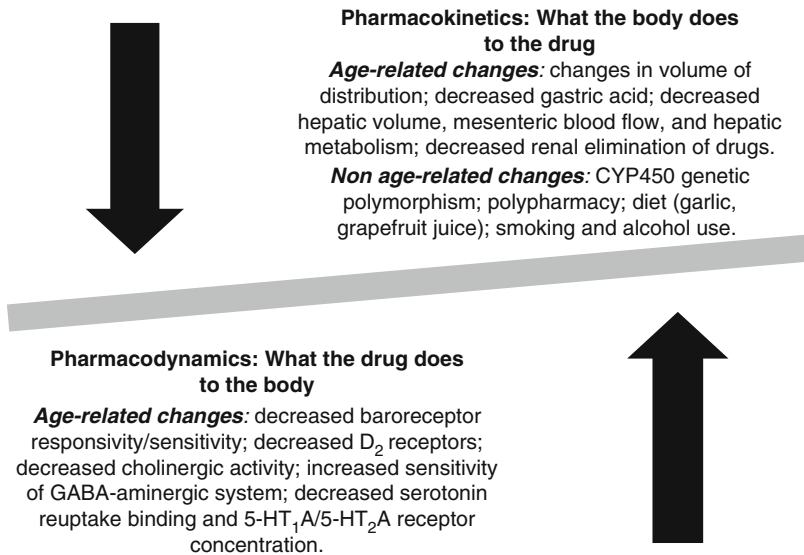 Pharmacokinetics: What the body does
to the drug
Age-related changes: changes in volume of
distribution; decreased gastric acid; decreased
hepatic volume, mesenteric blood flow, and hepatic
metabolism; decreased renal elimination of drugs.
Non age-related changes: CYP450 genetic
polymorphism; polypharmacy; diet (garlic,
grapefruit juice); smoking and alcohol use.
Pharmacodynamics: What the drug does
to the body
Age-related changes: decreased baroreceptor
responsivity/sensitivity; decreased D₂ receptors;
decreased cholinergic activity; increased sensitivity
of GABA-aminergic system; decreased serotonin
reuptake binding and 5-HT₁A/5-HT₂A receptor
concentration.